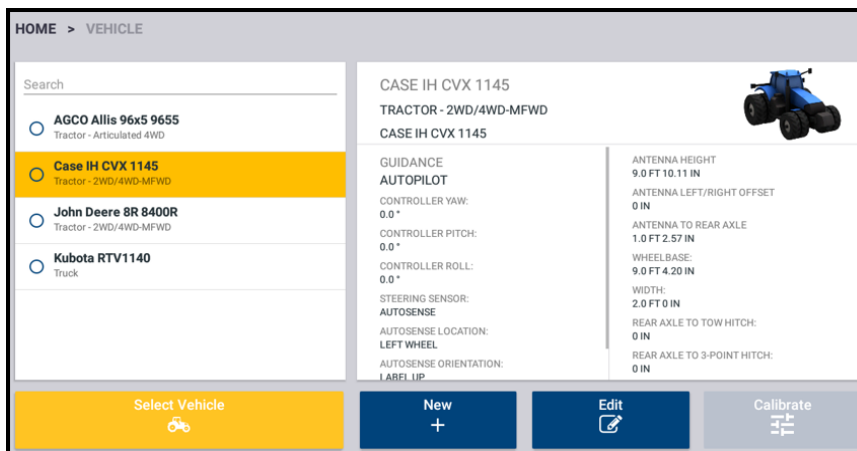 HOME > VEHICLE
Search
AGCO Allis 96x5 9655
Tractor - Articulated 4WD
Case IH CVX 1145
Tractor - 2WD/4WD-MFWD
John Deere 8R 8400R
Tractor - 2WD/4WD-MFWD
Kubota RTV1140
Truck
Select Vehicle
CASE IH CVX 1145
TRACTOR - 2WD/4WD-MFWD
CASE IH CVX 1145
GUIDANCE
AUTOPILOT
CONTROLLER YAW:
0.0 °
CONTROLLER PITCH:
0.0 °
CONTROLLER ROLL:
0.0 °
STEERING SENSOR:
AUTOSENSE
AUTOSENSE LOCATION:
LEFT WHEEL
AUTOSENSE ORIENTATION:
LABEL UP
ANTENNA HEIGHT
9.0 FT 10.11 IN
ANTENNA LEFT/RIGHT OFFSET
0 IN
ANTENNA TO REAR AXLE
1.0 FT 2.57 IN
WHEELBASE:
9.0 FT 4.20 IN
WIDTH:
2.0 FT 0 IN
REAR AXLE TO TOW HITCH:
0 IN
REAR AXLE TO 3-POINT HITCH:
0 IN
New
Edit
Calibrate